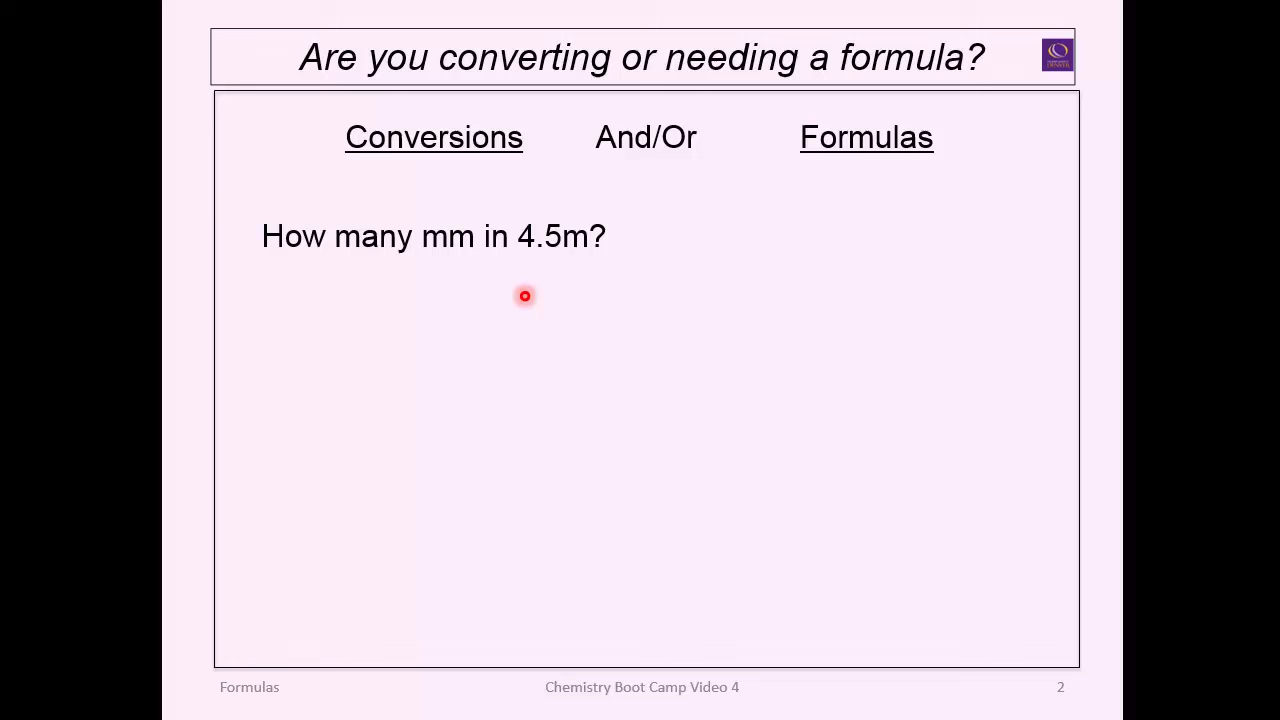 Are you converting or needing a formula?
Conversions And/Or Formulas
How many mm in 4.5m?
Formulas Chemistry Boot Camp Video 4 2